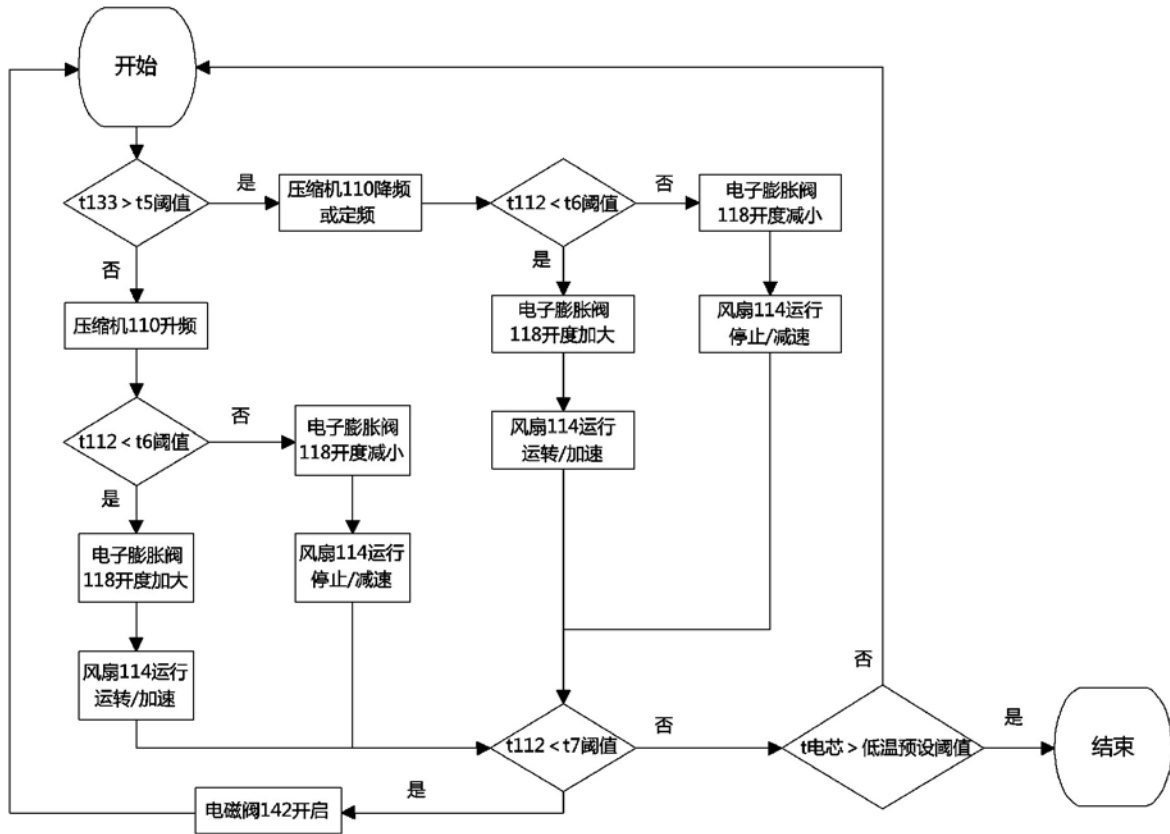 开始
t133＞t5阈值
是
压缩机110降频
或定频
t112＜t6阈值
否
电子膨胀阀
118开度减小
否
是
压缩机110升频
电子膨胀阀
118开度加大
风扇114运行
停止/减速
t112＜t6阈值
否
电子膨胀阀
118开度减小
风扇114运行
运转/加速
是
电子膨胀阀
118开度加大
风扇114运行
停止/减速
风扇114运行
运转/加速
t112＜t7阈值
否
t电芯＞低温预设阈值
否
是
结束
是
电磁阀142开启